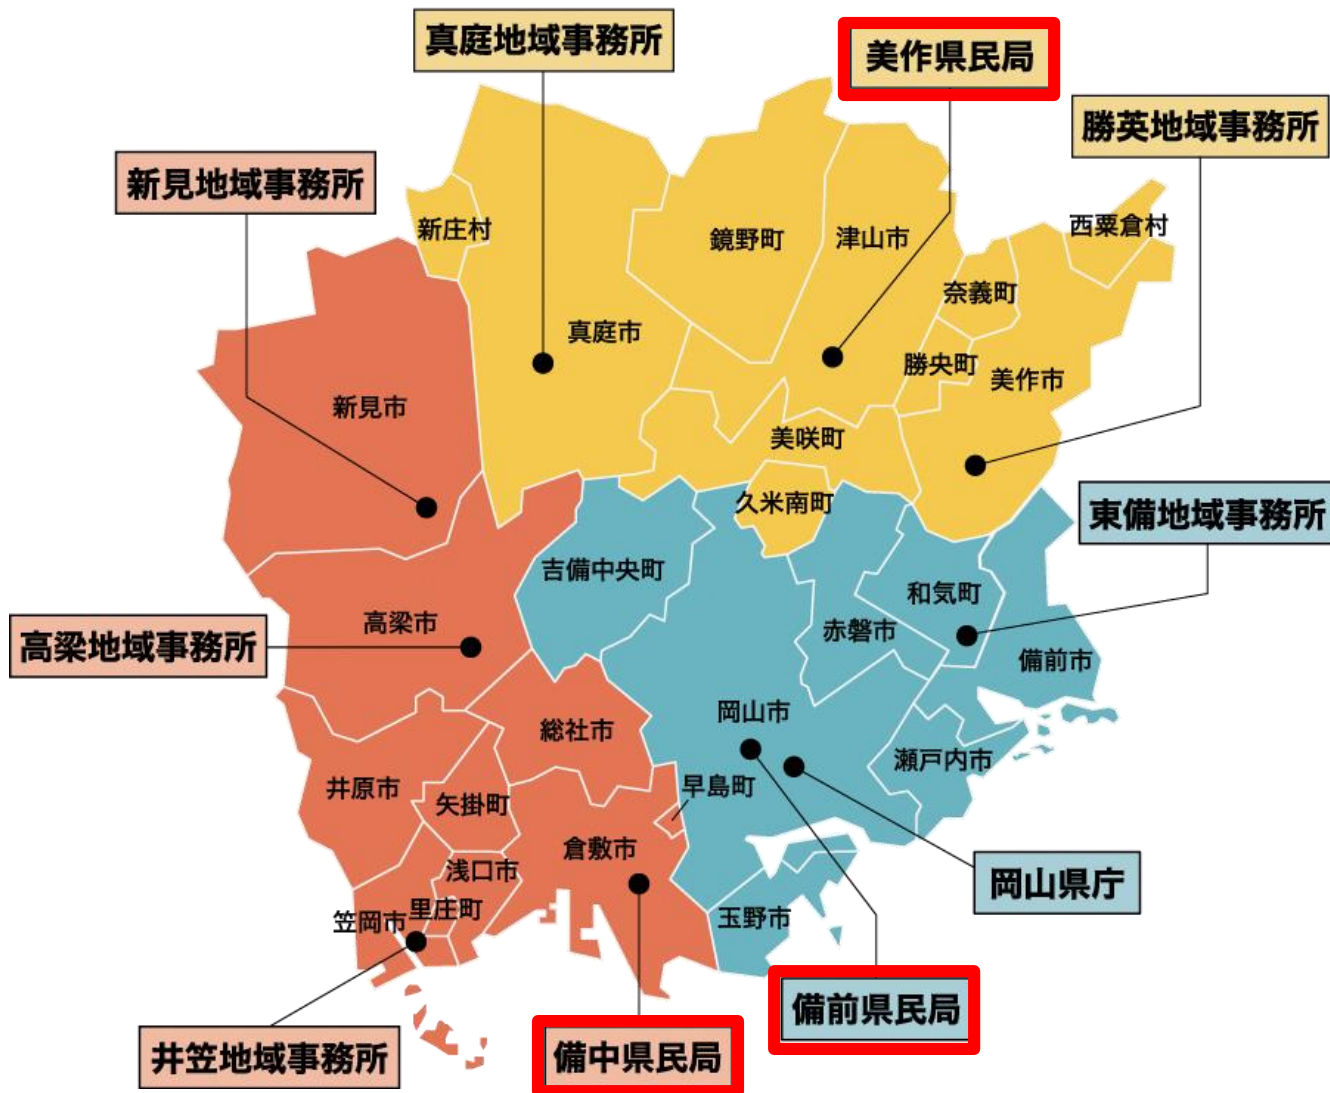 真庭地域事務所
美作県民局
勝英地域事務所
新見地域事務所
新庄村
鏡野町
津山市
西粟倉村
奈義町
真庭市
勝央町
美作市
新見市
美咲町
久米南町
東備地域事務所
吉備中央町
和気町
高梁市
赤磐市
高梁地域事務所
備前市
岡山市
総社市
瀬戸内市
井原市
早島町
矢掛町
倉敷市
浅口市
岡山県庁
里庄町
笠岡市
玉野市
備前県民局
井笠地域事務所
備中県民局